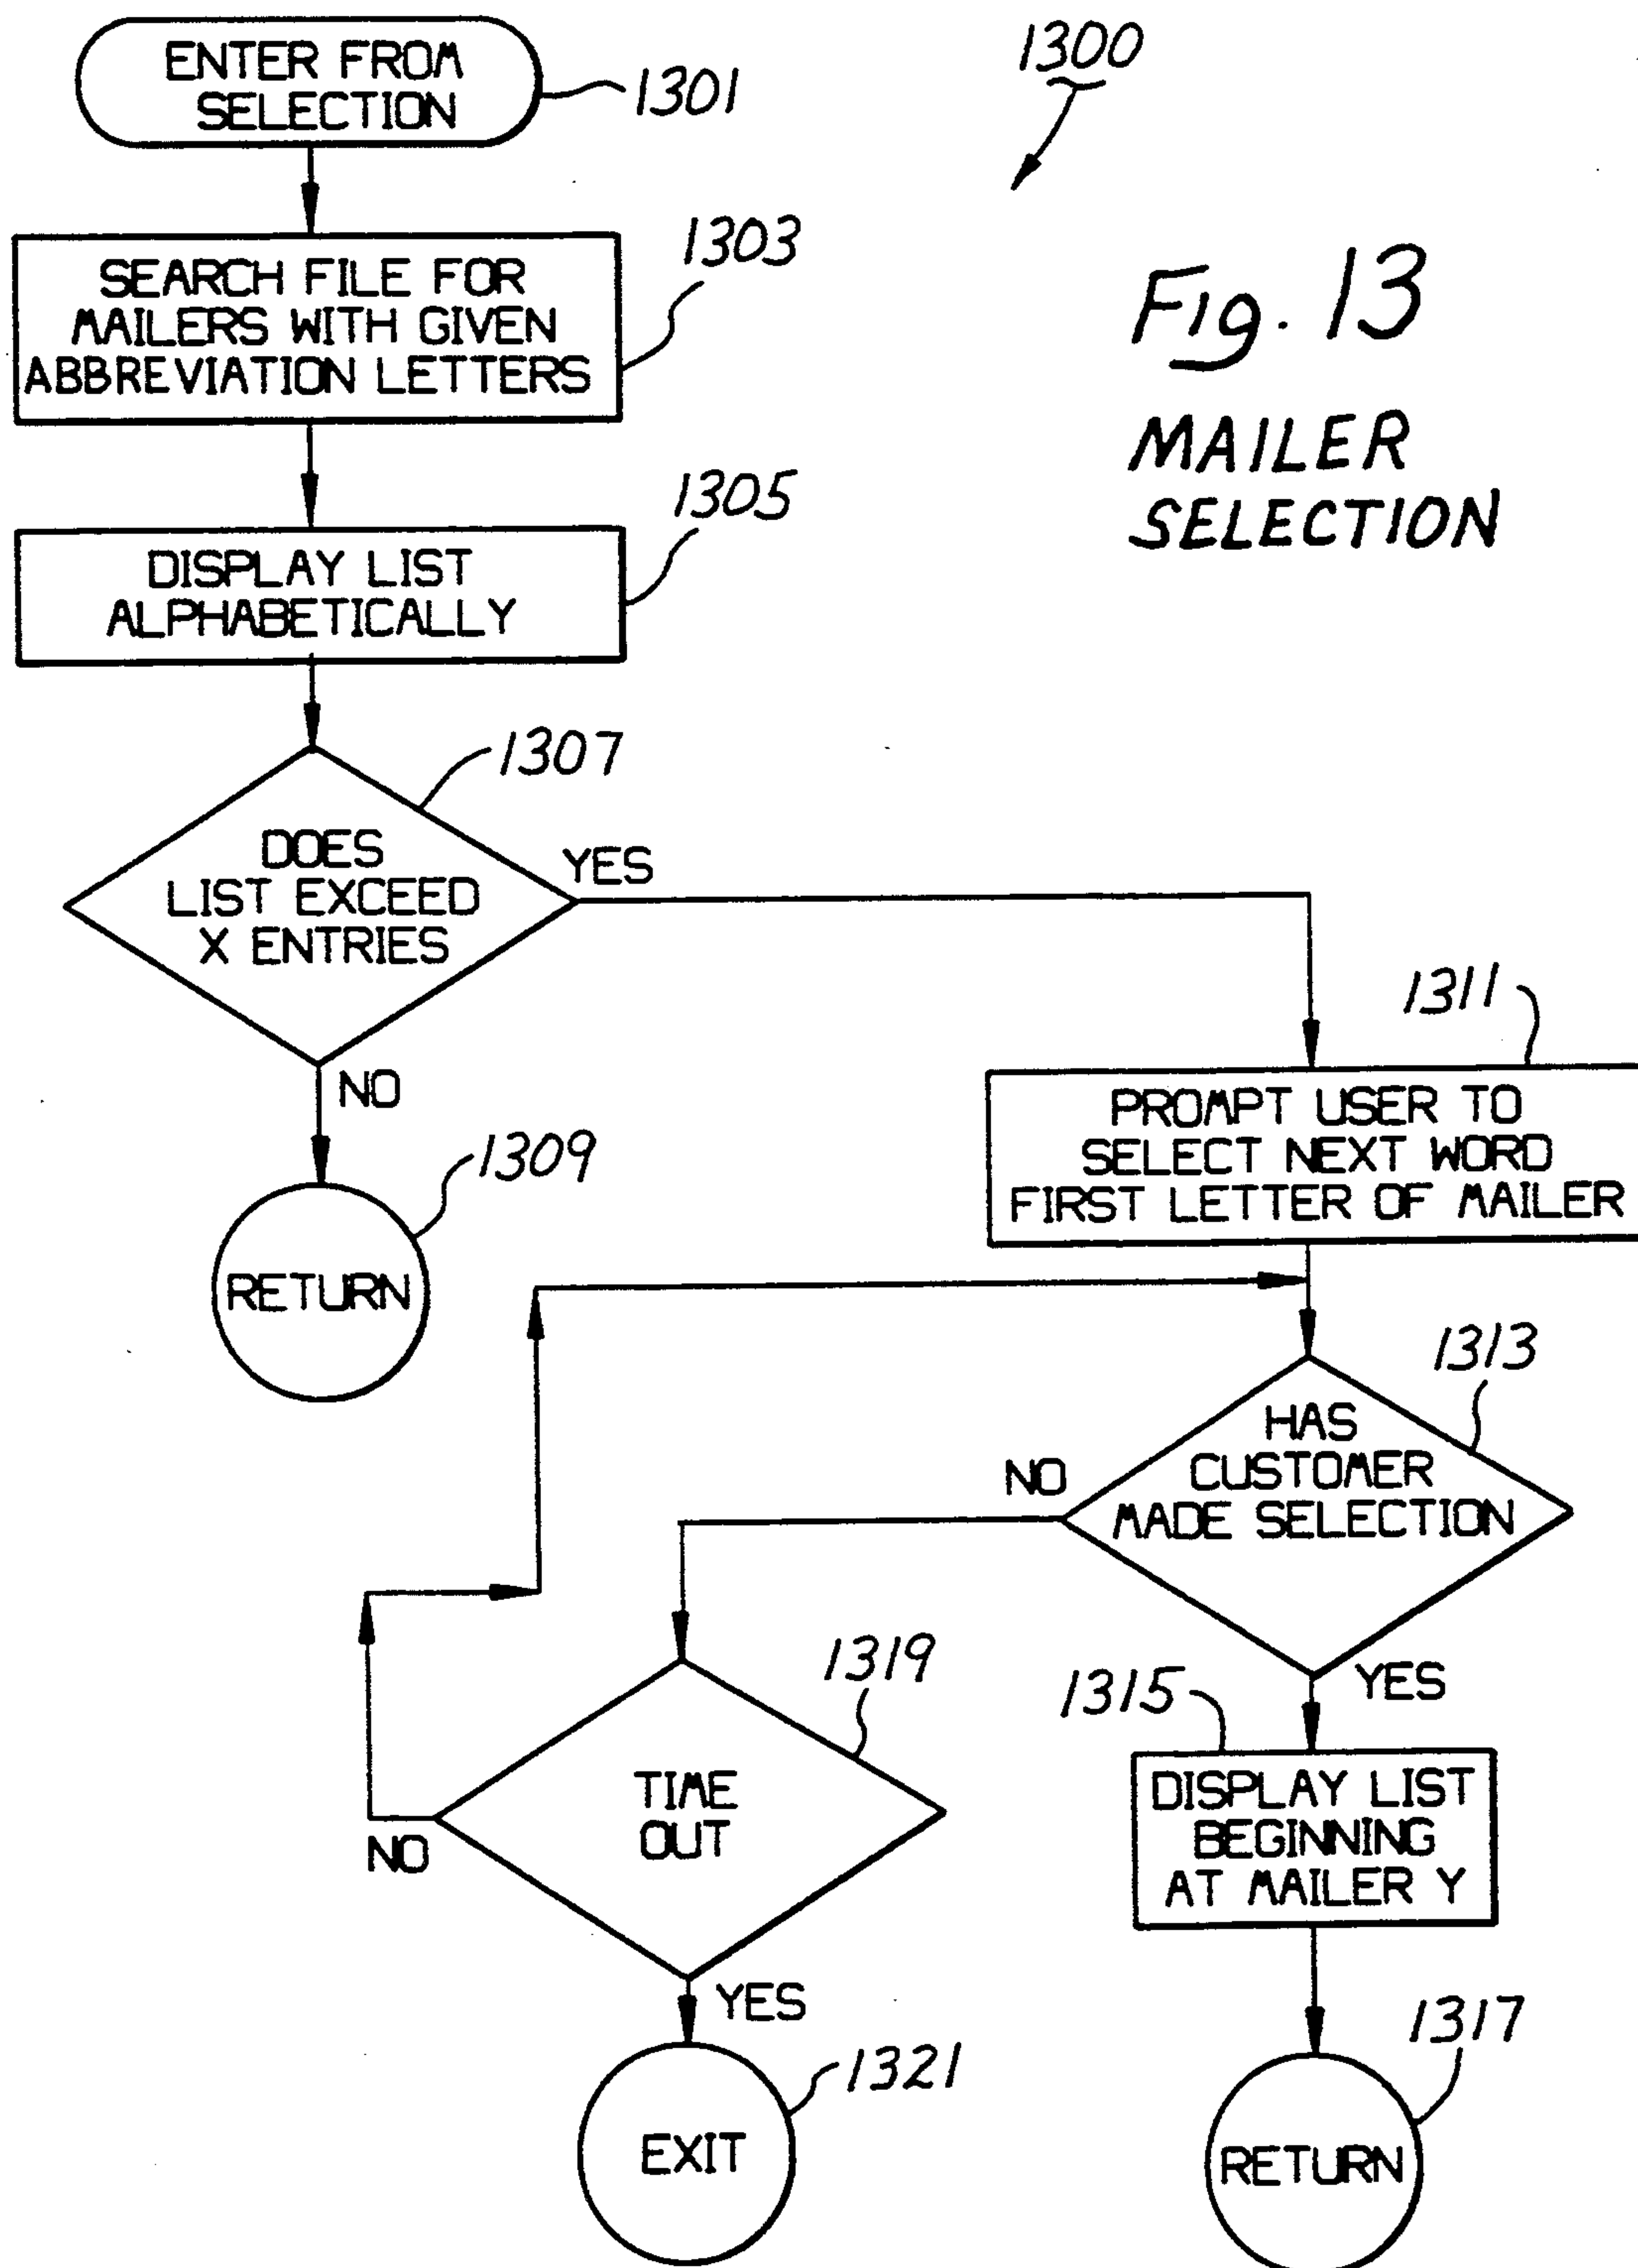 ENTER FROM
SELECTION
1301
1300
SEARCH FILE FOR
MAILERS WITH GIVEN
ABBREVIATION LETTERS
1303
Fig. 13
MAILER
SELECTION
DISPLAY LIST
ALPHABETICALLY
1305
DOES
LIST EXCEED
X ENTRIES
1307
YES
NO
RETURN
1309
1311
PROMPT USER TO
SELECT NEXT WORD
FIRST LETTER OF MAILER
1313
HAS
CUSTOMER
MADE SELECTION
NO
YES
1319
TIME
OUT
NO
YES
1315
DISPLAY LIST
BEGINNING
AT MAILER Y
1321
EXIT
1317
RETURN